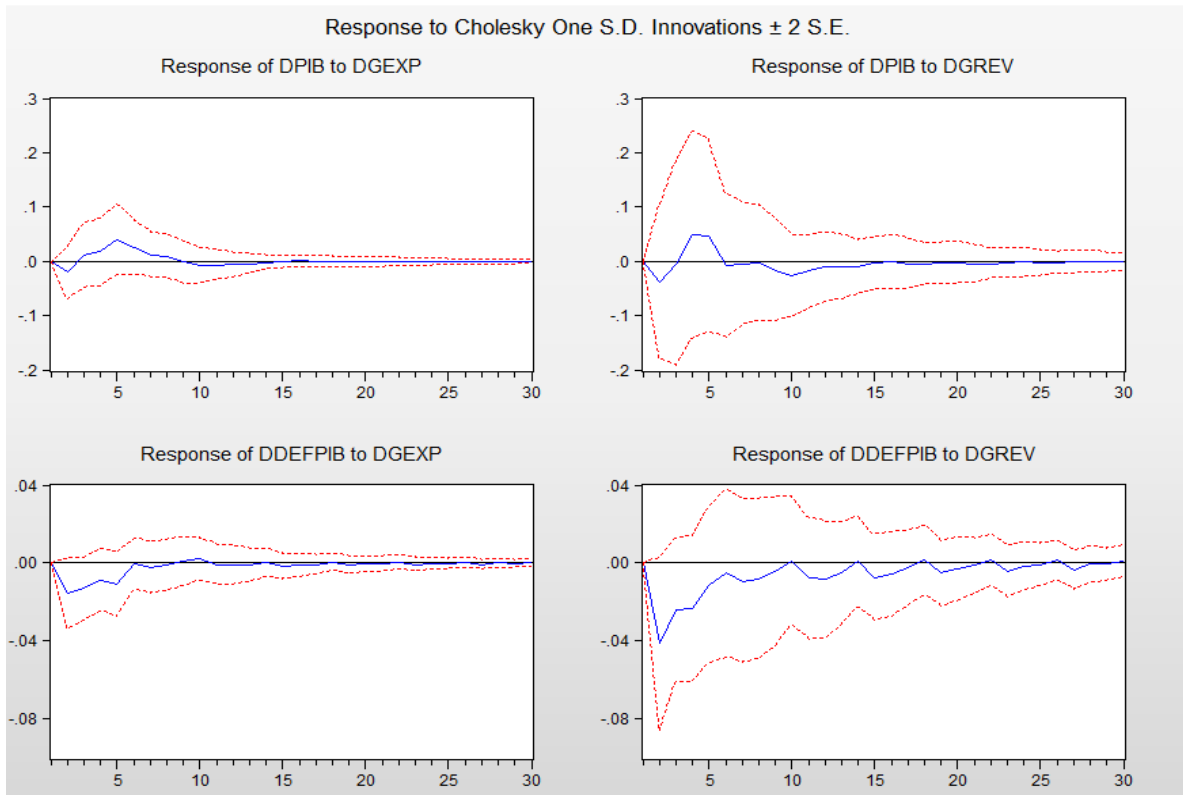 Response to Cholesky One S.D. Innovations ± 2 S.E.
Response of DPIB to DGEXP
.3
.2
.1
.0
-.1
-.2
5 10 15 20 25 30
Response of DPIB to DGREV
.3
.2
.1
.0
-.1
-.2
5 10 15 20 25 30
Response of DDEFPIB to DGEXP
.04
.00
-.04
-.08
5 10 15 20 25 30
Response of DDEFPIB to DGREV
.04
.00
-.04
-.08
5 10 15 20 25 30